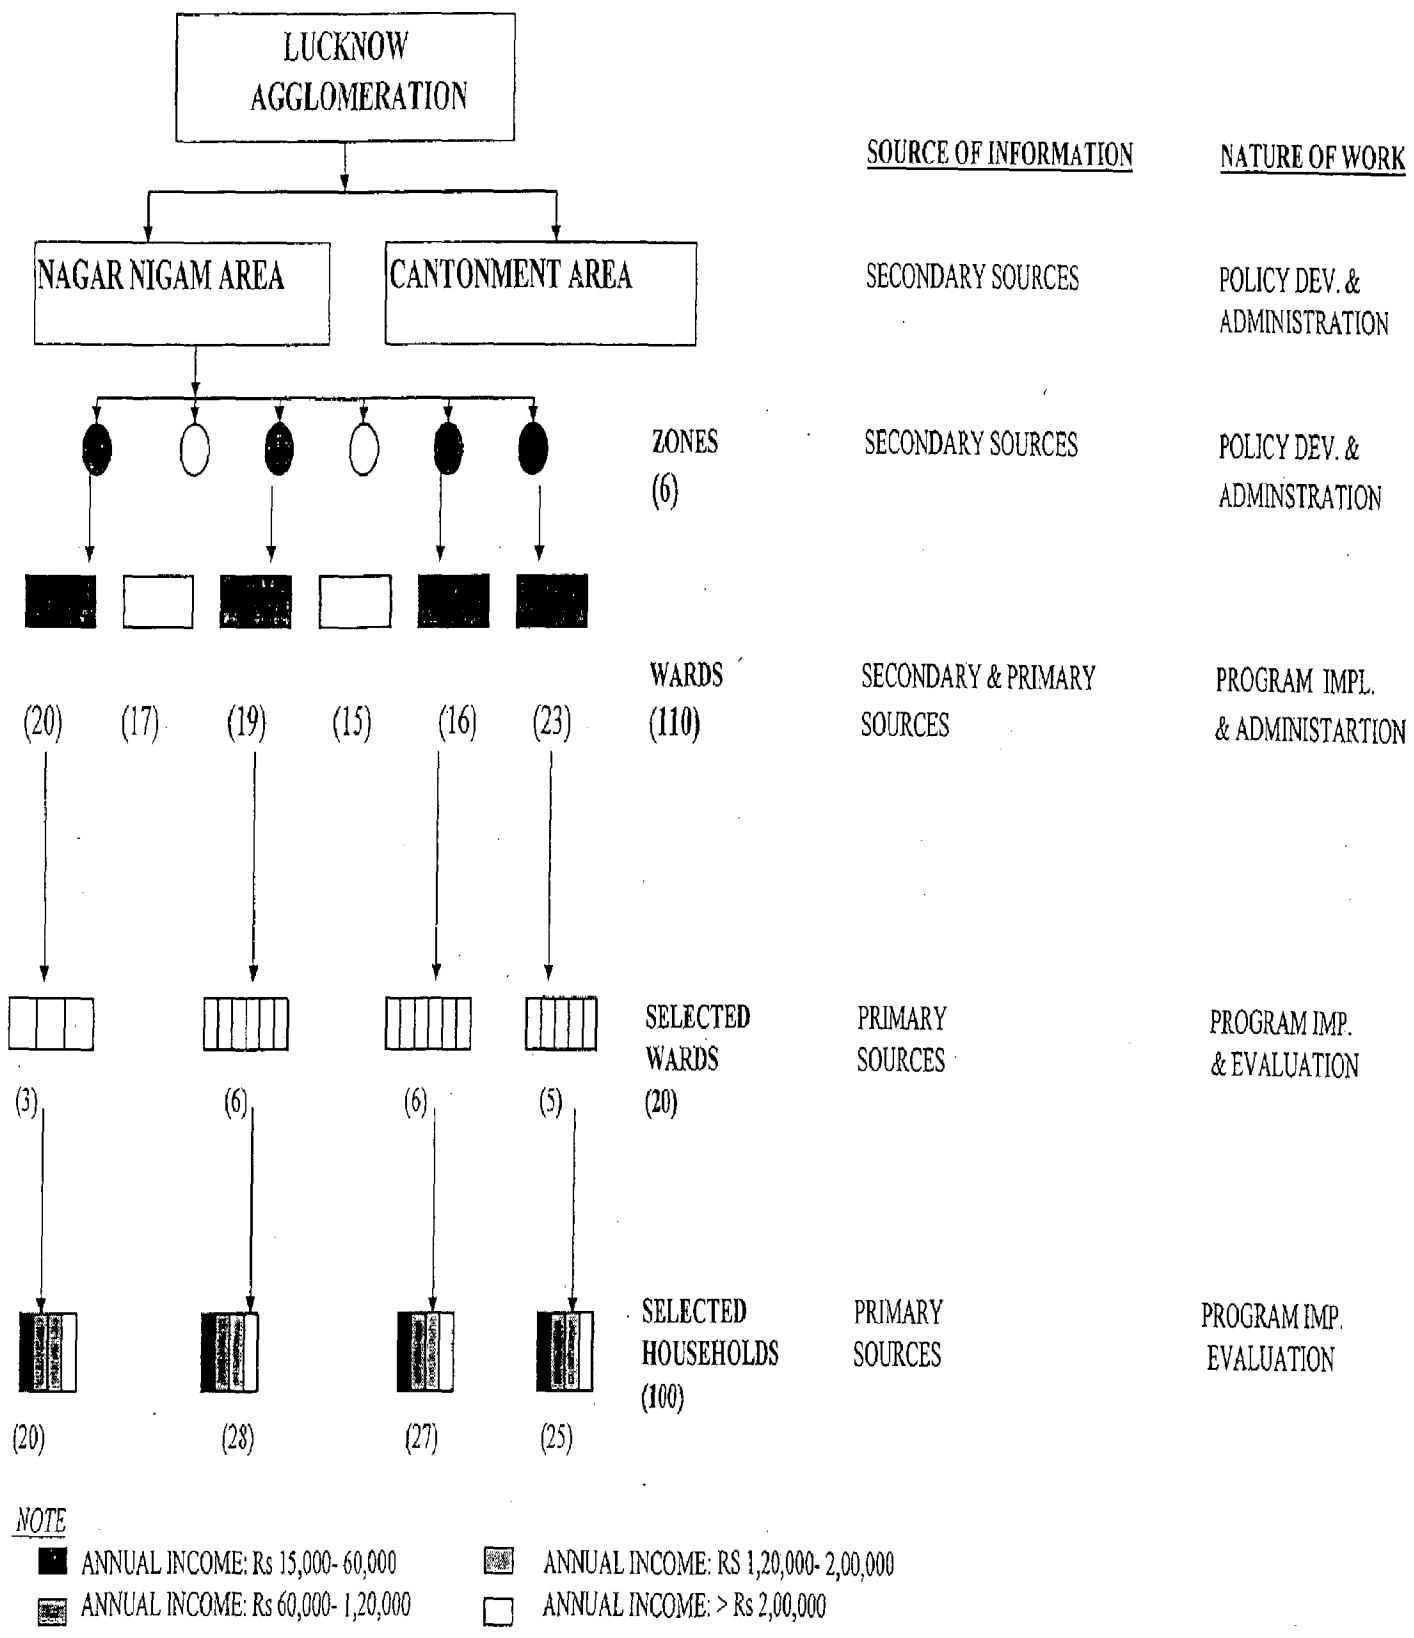 LUCKNOW
AGGLOMERATION
SOURCE OF INFORMATION NATURE OF WORK
NAGAR NIGAM AREA CANTONMENT AREA SECONDARY SOURCES POLICY DEV. &
ADMINISTRATION
ZONES SECONDARY SOURCES POLICY DEV. &
(6) ADMINSTRATION
WARDS SECONDARY & PRIMARY PROGRAM IMPL.
(20) (17) (19) (15) (16) (23) (110) SOURCES & ADMINISTARTION
SELECTED PRIMARY PROGRAM IMP.
WARDS SOURCES & EVALUATION
(3) (6) (6) (5) (20)
SELECTED PRIMARY PROGRAM IMP.
HOUSEHOLDS SOURCES EVALUATION
(100)
(20) (28) (27) (25)
NOTE
ANNUAL INCOME: Rs 15,000- 60,000 ANNUAL INCOME: RS 1,20,000- 2,00,000
ANNUAL INCOME: Rs 60,000- 1,20,000 ANNUAL INCOME: > Rs 2,00,000